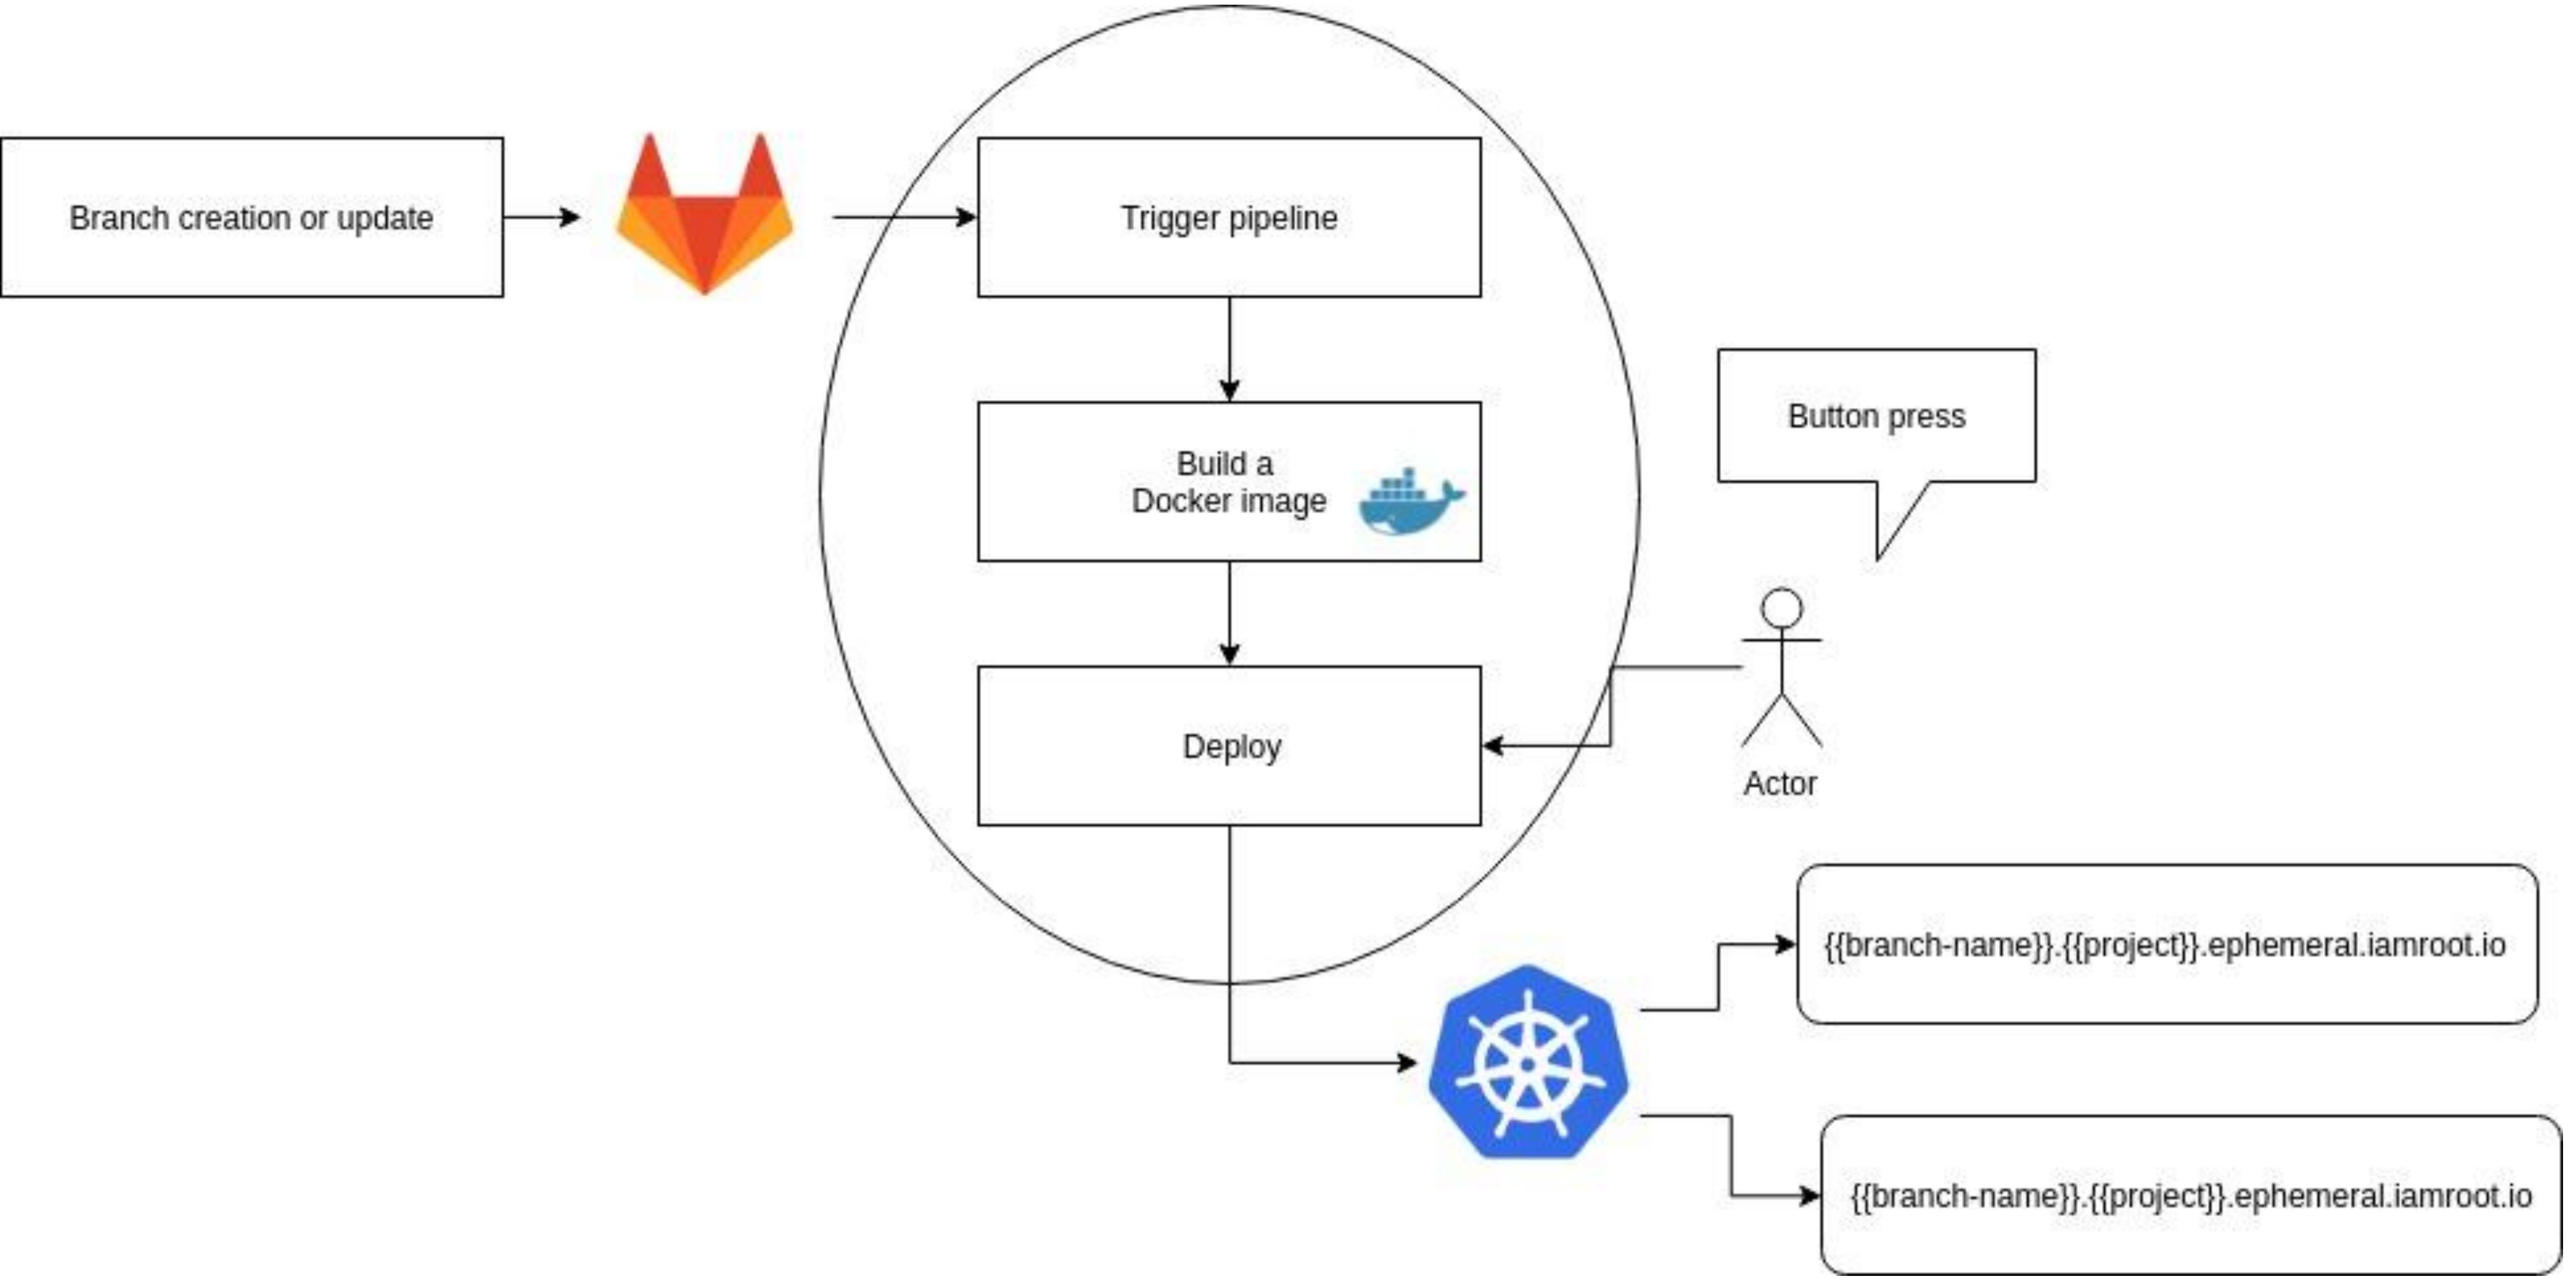 Branch creation or update
Trigger pipeline
Build a
Docker image
Button press
Deploy
Actor
{{branch-name}}.{{project}}.ephemeral.iamroot.io
{{branch-name}}.{{project}}.ephemeral.iamroot.io